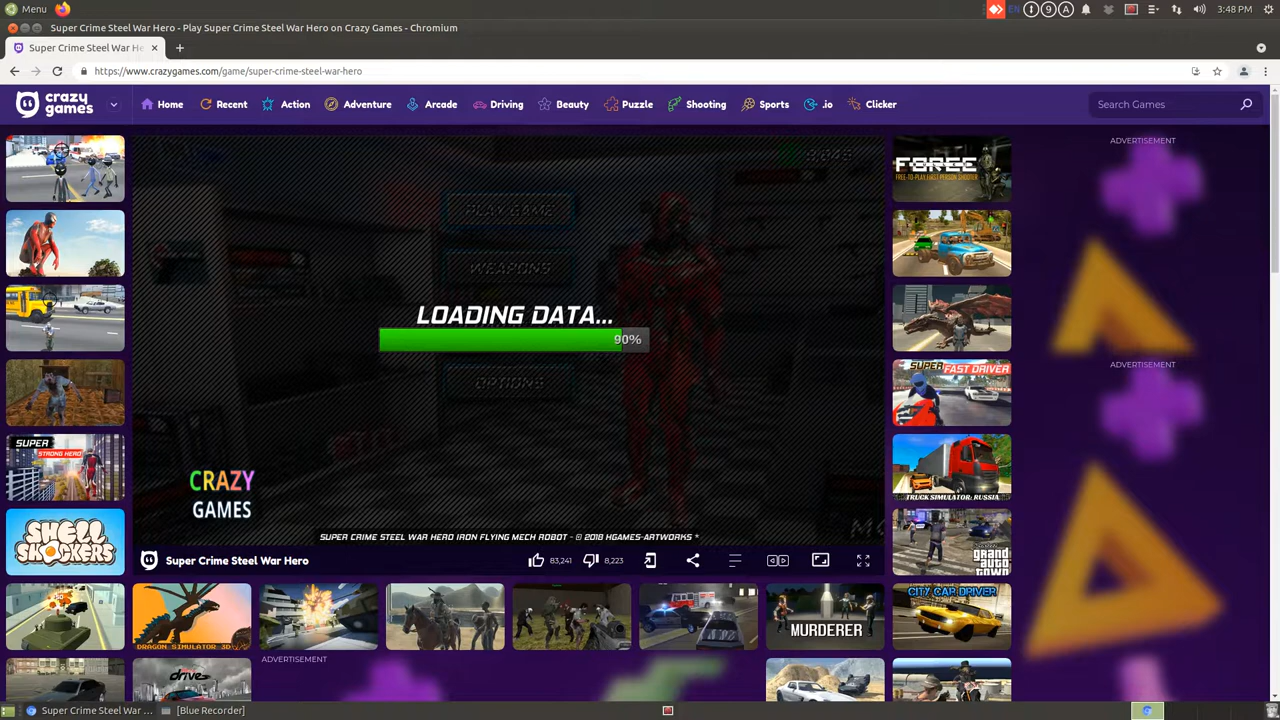 Menu
EN
3:48 PM
Super Crime Steel War Hero - Play Super Crime Steel War Hero on Crazy Games - Chromium
Super Crime Steel War He
https://www.crazygames.com/game/super-crime-steel-war-hero
crazy
games
Home
Recent
Action
Adventure
Arcade
Driving
Beauty
Puzzle
Shooting
Sports
.io
Clicker
Search Games
ADVERTISEMENT
PLAY GAME
WEAPONS
LOADING DATA...
90%
OPTIONS
CRAZY
GAMES
SUPER CRIME STEEL WAR HERO IRON FLYING MECH ROBOT - © 2018 HGAMES-ARTWORKS *
FREE-TO-PLAY FIRST PERSON SHOOTER
ADVERTISEMENT
SUPER
FAST DRIVER
SUPER
STRONG HERO
TRUCK SIMULATOR: RUSSIA
SHELL
SHOCKERS
GRAND
TOWN
Super Crime Steel War Hero
83,241
8,223
DRAGON SIMULATOR 3D
MURDERER
CITY CAR DRIVER
ADVERTISEMENT
drive
Super Crime Steel War ...
[Blue Recorder]